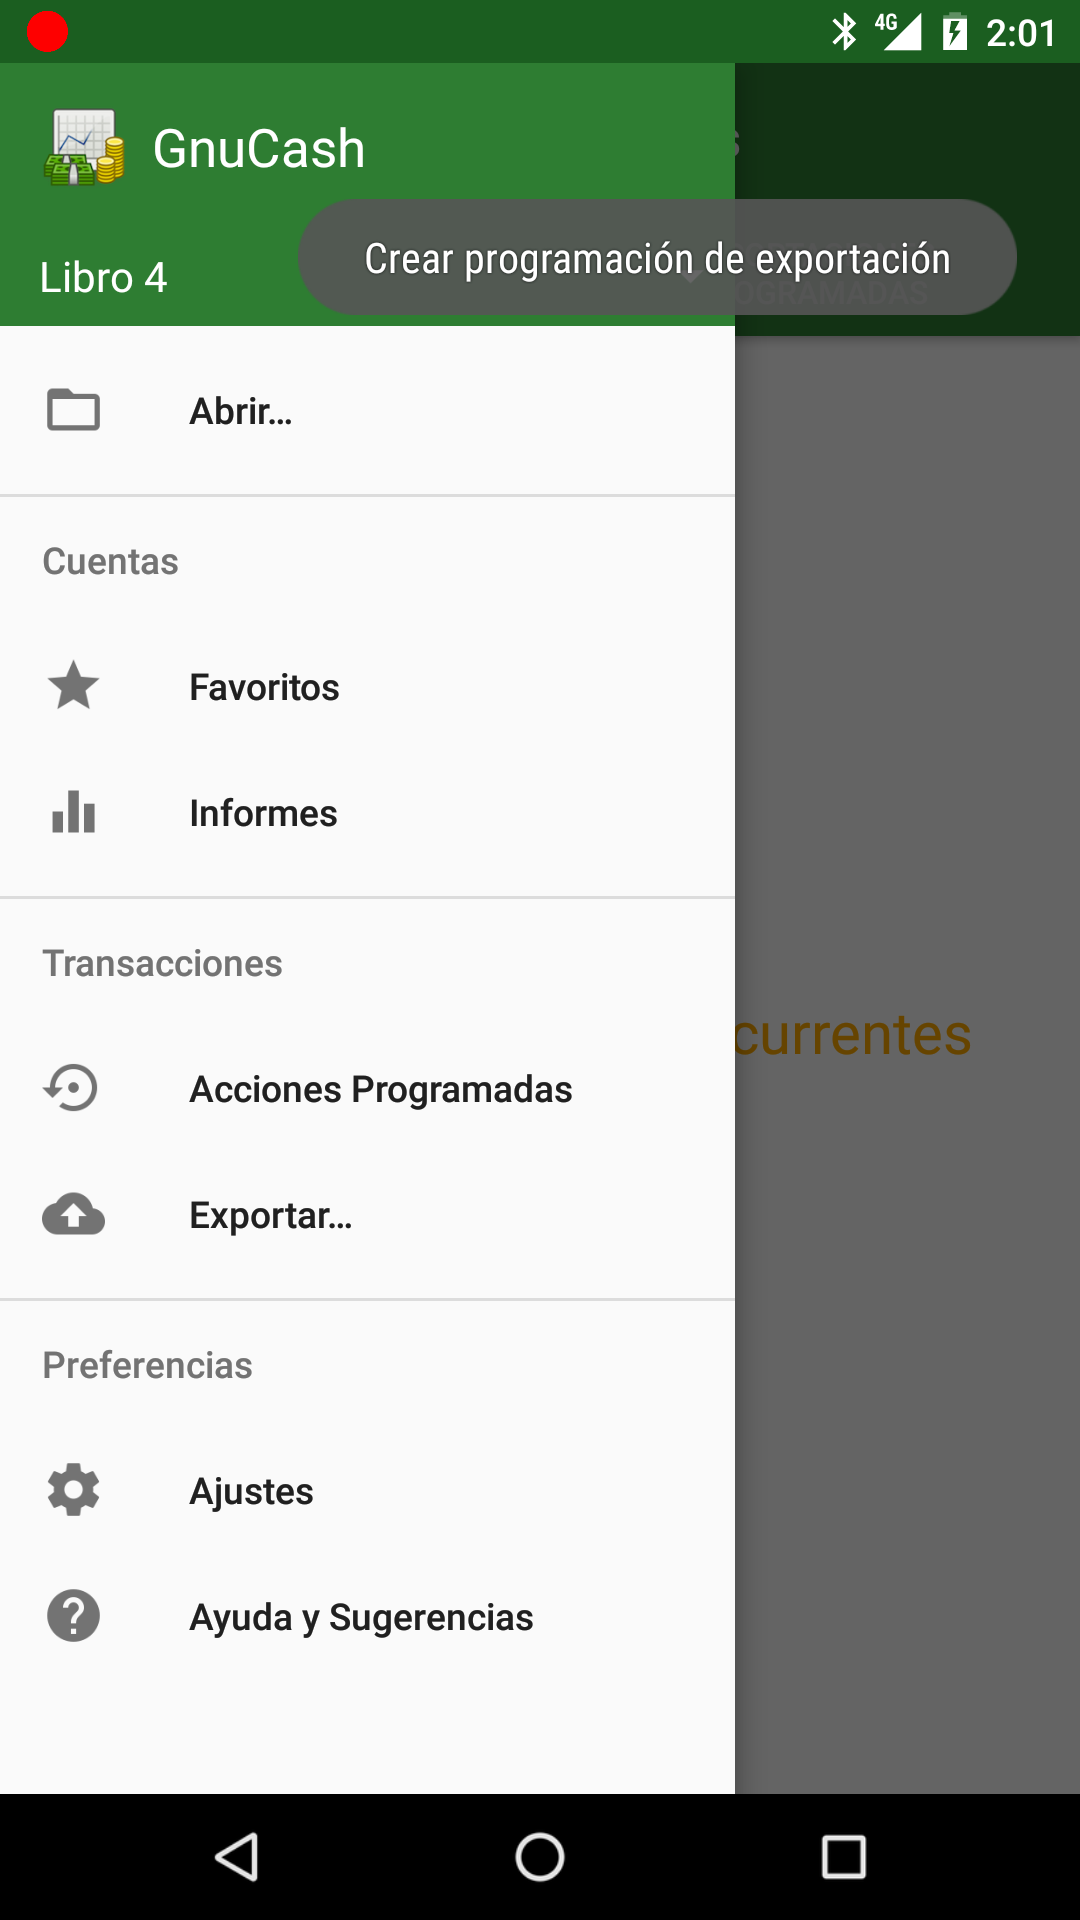 4G 2:01
GnuCash
Crear programación de exportación
Libro 4
Abrir...
Cuentas
Favoritos
Informes
Transacciones
currentes
Acciones Programadas
Exportar...
Preferencias
Ajustes
Ayuda y Sugerencias